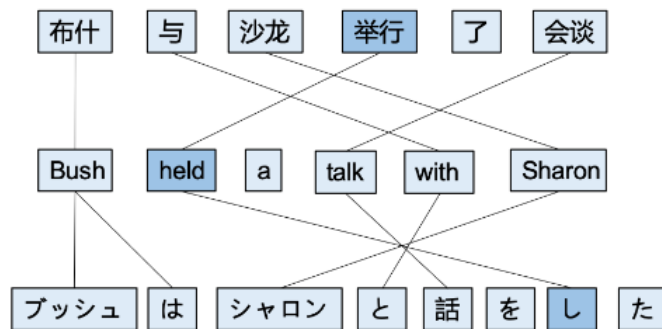 布什 与 沙龙 举行 了 会谈
Bush held a talk with Sharon
ブッシュ は シャロン と 話 を し た